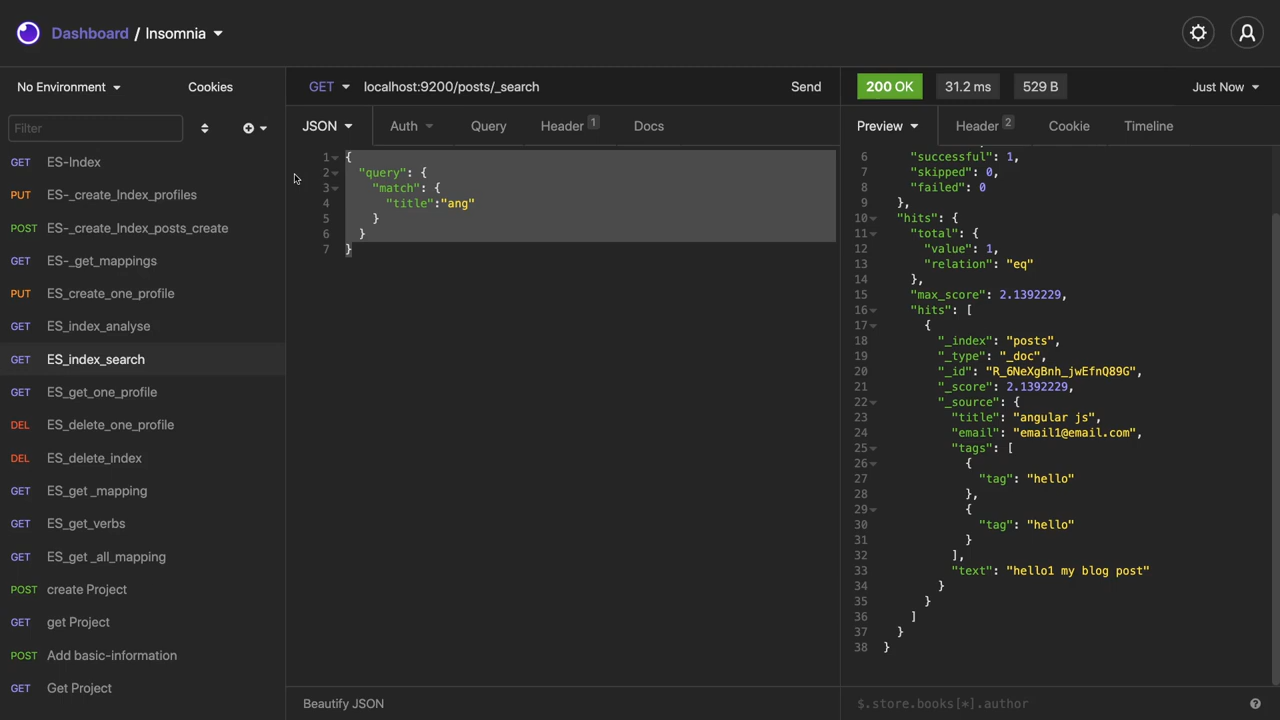 Dashboard / Insomnia
No Environment
Cookies
Filter
GET ES-Index
PUT ES-_create_Index_profiles
POST ES-_create_Index_posts_create
GET ES-_get_mappings
PUT ES_create_one_profile
GET ES_index_analyse
GET ES_index_search
GET ES_get_one_profile
DEL ES_delete_one_profile
DEL ES_delete_index
GET ES_get _mapping
GET ES_get_verbs
GET ES_get _all_mapping
POST create Project
GET get Project
POST Add basic-information
GET Get Project
GET localhost:9200/posts/_search Send
JSON Auth Query Header 1 Docs
1 {
2 "query": {
3 "match": {
4 "title":"ang"
5 }
6 }
7 }
Beautify JSON
200 OK 31.2 ms 529 B Just Now
Preview Header 2 Cookie Timeline
6 "successful": 1,
7 "skipped": 0,
8 "failed": 0
9 },
10 "hits": {
11 "total": {
12 "value": 1,
13 "relation": "eq"
14 },
15 "max_score": 2.1392229,
16 "hits": [
17 {
18 "_index": "posts",
19 "_type": "_doc",
20 "_id": "R_6NeXgBnh_jwEfnQ89G",
21 "_score": 2.1392229,
22 "_source": {
23 "title": "angular js",
24 "email": "email1@email.com",
25 "tags": [
26 {
27 "tag": "hello"
28 },
29 {
30 "tag": "hello"
31 }
32 ],
33 "text": "hello1 my blog post"
34 }
35 }
36 ]
37 }
38 }
$.store.books[*].author